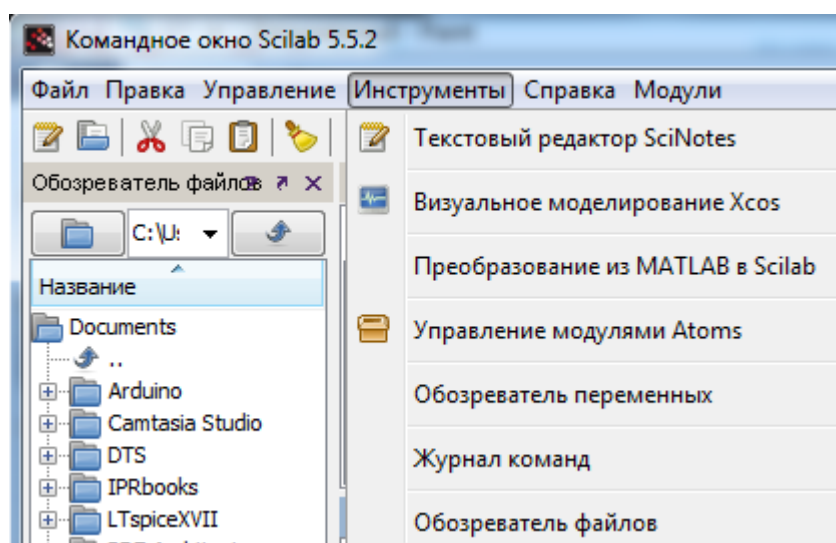 Командное окно Scilab 5.5.2
Файл Правка Управление Инструменты Справка Модули
Обозреватель файлов
C:\U
Название
Documents
..
Arduino
Camtasia Studio
DTS
IPRbooks
LTspiceXVII
Текстовый редактор SciNotes
Визуальное моделирование Xcos
Преобразование из MATLAB в Scilab
Управление модулями Atoms
Обозреватель переменных
Журнал команд
Обозреватель файлов